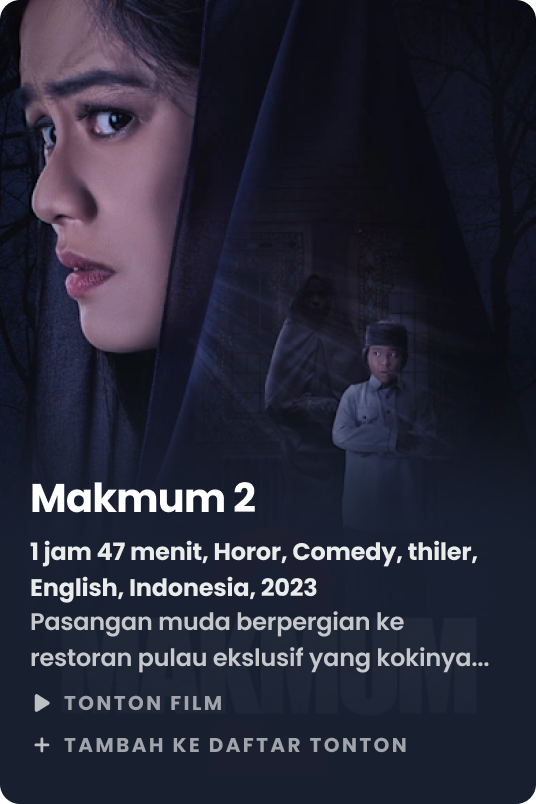 Makmum 2
1 jam 47 menit, Horor, Comedy, thiler,
English, Indonesia, 2023
Pasangan muda berpergian ke
restoran pulau ekslusif yang kokinya...
MAKMUM
TONTON FILM
+ TAMBAH KE DAFTAR TONTON